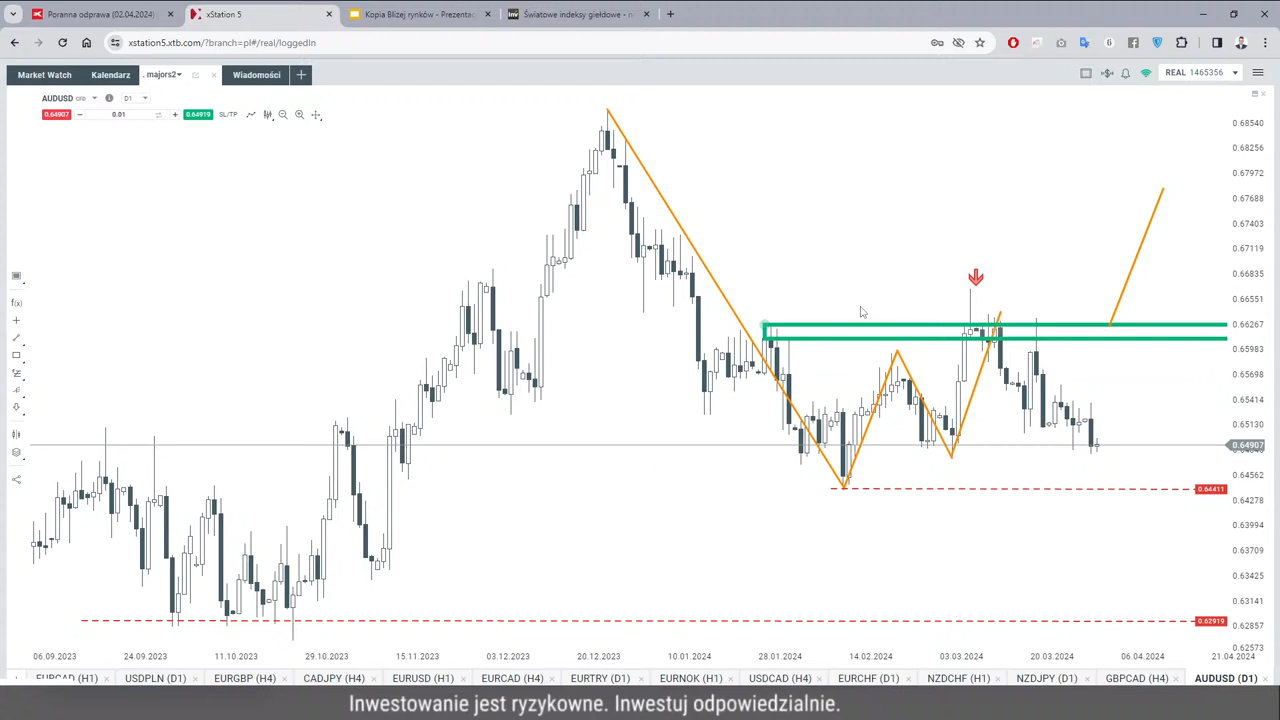 Poranna odprawa (02.04.2024)
xStation 5
Kopia Bliżej rynków - Prezentac
Światowe indeksy giełdowe - n
xstation5.xtb.com/?branch=pl#/real/loggedIn
Market Watch
Kalendarz
. majors2
Wiadomości
REAL 1465356
AUDUSD
D1
0.64907
0.01
0.64919
SL/TP
0.68540
0.68256
0.67972
0.67688
0.67403
0.67119
0.66835
0.66551
0.66267
0.65983
0.65698
0.65414
0.65130
0.64907
0.64562
0.64411
0.64278
0.63994
0.63709
0.63425
0.63141
0.62919
0.62857
0.62573
06.09.2023 24.09.2023 11.10.2023 29.10.2023 15.11.2023 03.12.2023 20.12.2023 10.01.2024 28.01.2024 14.02.2024 03.03.2024 20.03.2024 06.04.2024 21.04.2024
EURCAD (H1) USDPLN (D1) EURGBP (H4) CADJPY (H4) EURUSD (H1) EURCAD (H4) EURTRY (D1) EURNOK (H1) USDCAD (H4) EURCHF (D1) NZDCHF (H1) NZDJPY (D1) GBPCAD (H4) AUDUSD (D1)
Inwestowanie jest ryzykowne. Inwestuj odpowiedzialnie.